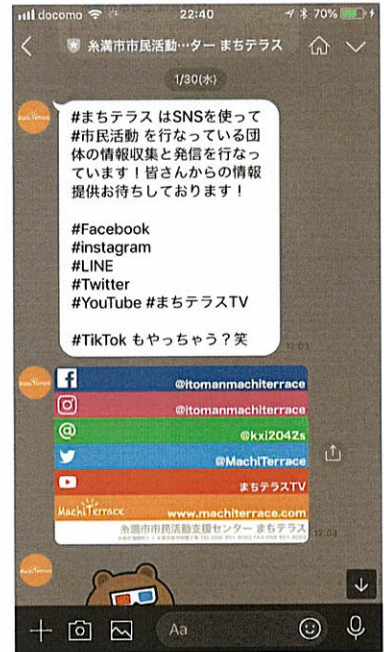 docomo 22:40 70%
糸満市市民活動…ター まちテラス
1/30(水)
#まちテラス はSNSを使って
#市民活動 を行なっている団
体の情報収集と発信を行なっ
ています！皆さんからの情報
提供お待ちしております！
#Facebook
#instagram
#LINE
#Twitter
#YouTube #まちテラスTV
#TikTok もやっちゃう？笑
12:03
@itomanmachiterrace
@itomanmachiterrace
@kxi2042s
@MachiTerrace
まちテラスTV
MachiTerrace www.machiterrace.com
糸満市市民活動支援センター まちテラス
12:03
Aa